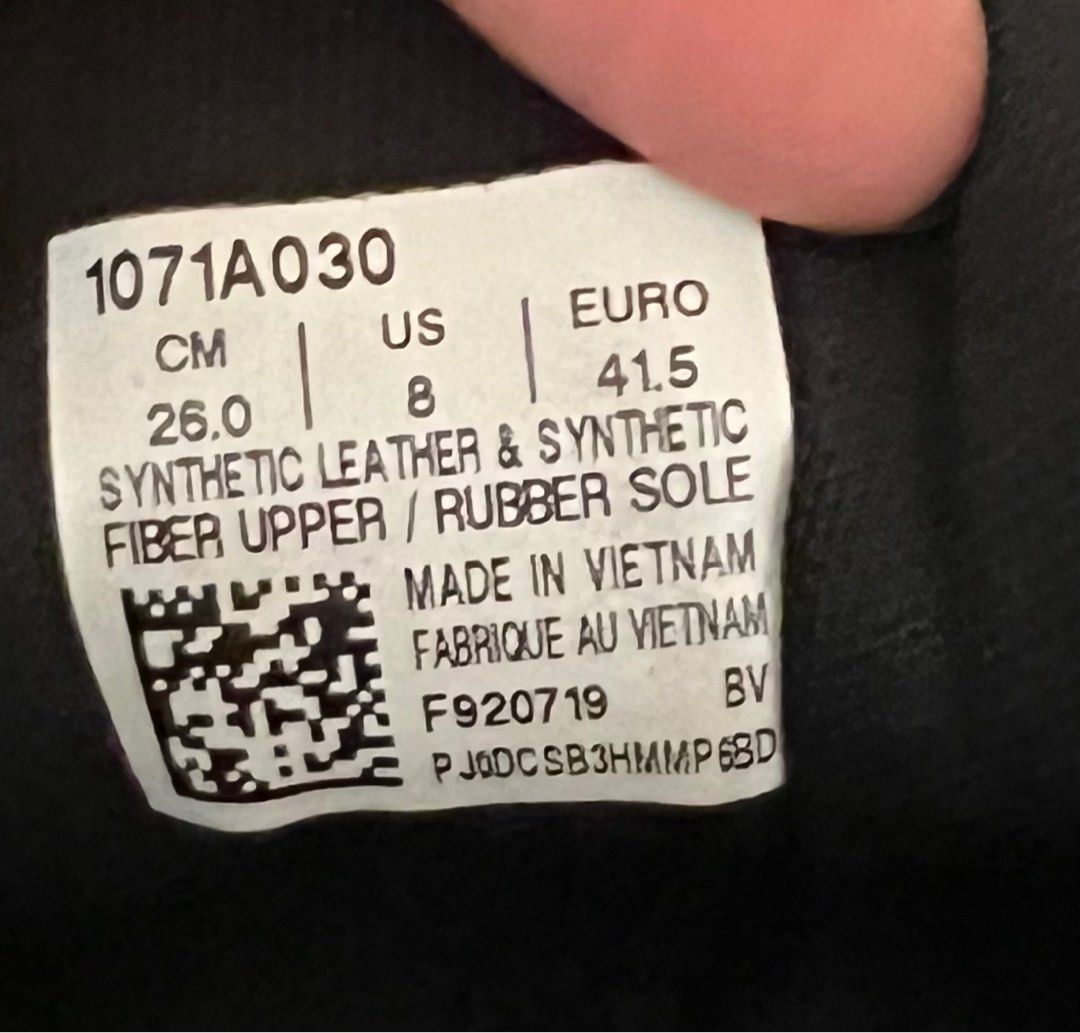 1071A030
CM | US | EURO
26.0 | 8 | 41.5
SYNTHETIC LEATHER & SYNTHETIC
FIBER UPPER / RUBBER SOLE
MADE IN VIETNAM
FABRIQUE AU VIETNAM
F920719 BV